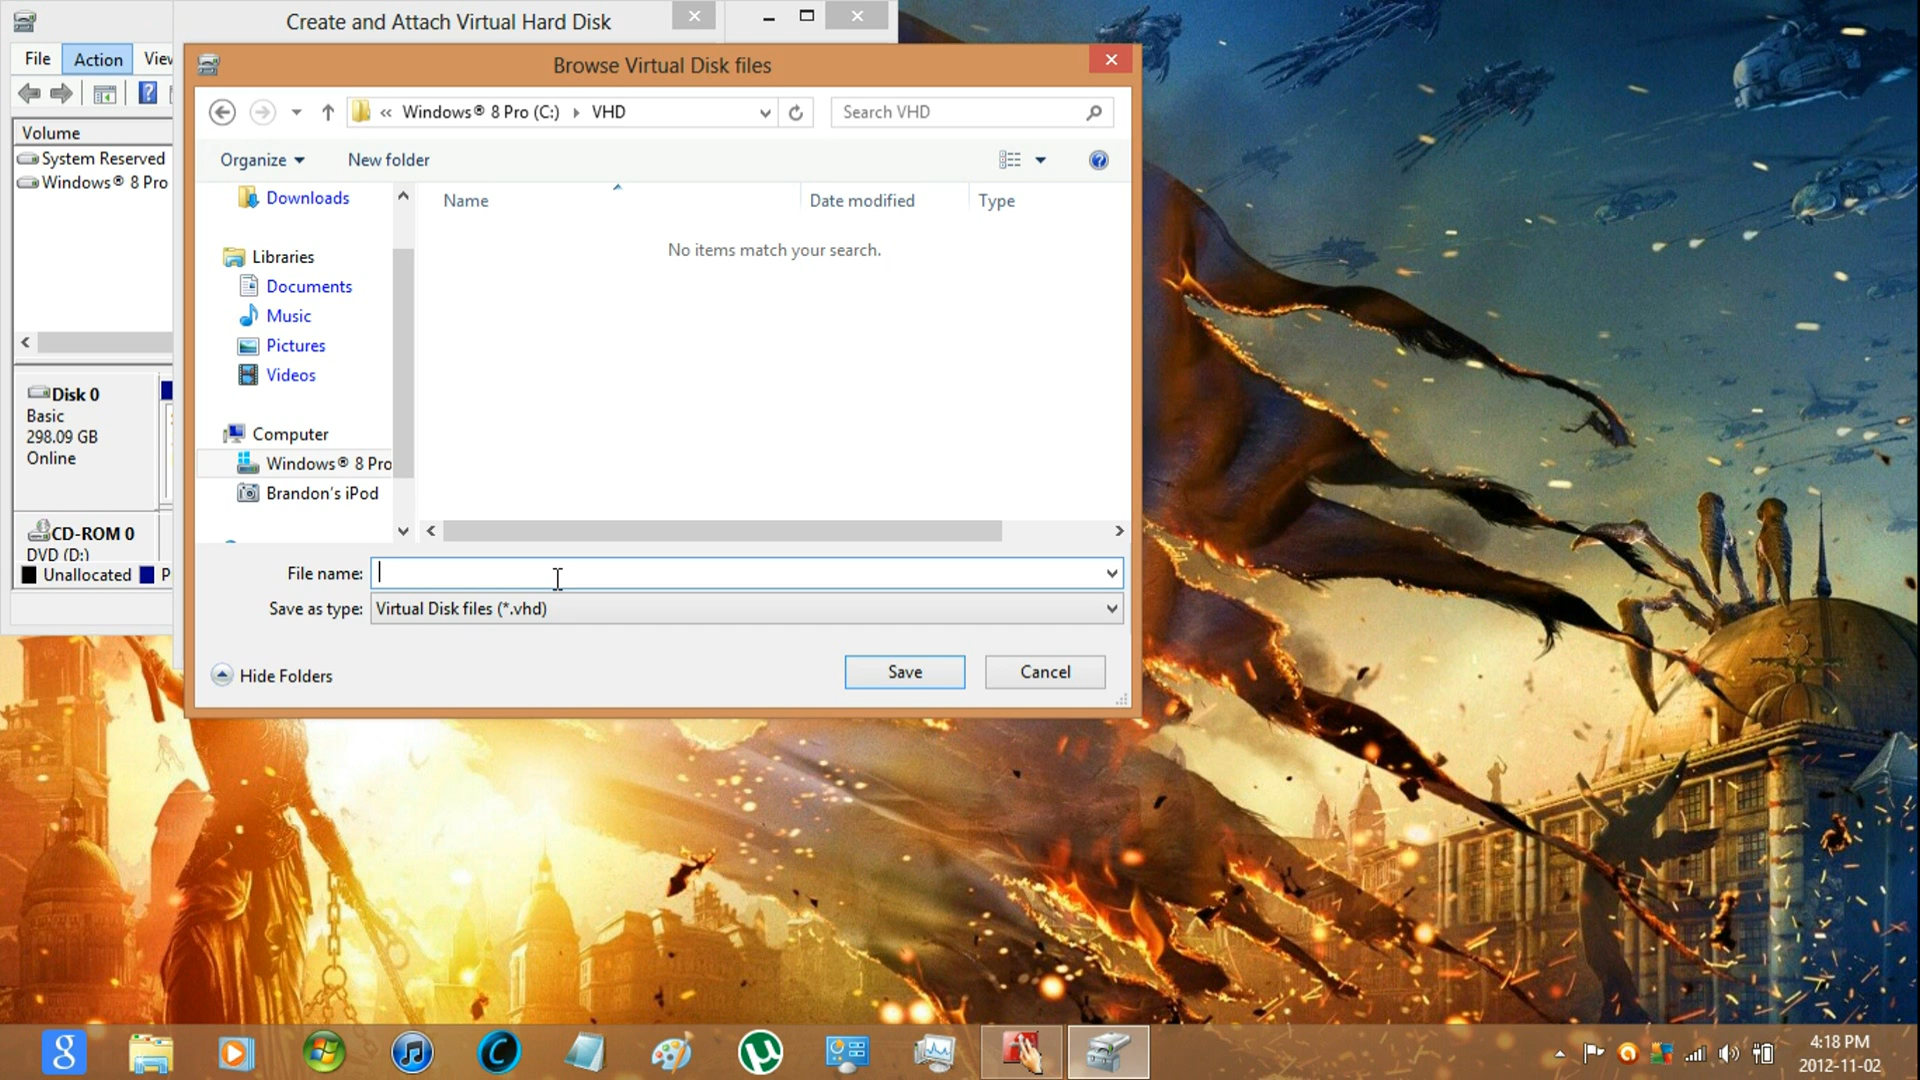 Create and Attach Virtual Hard Disk
File Action
Browse Virtual Disk files
« Windows® 8 Pro (C:) VHD
Search VHD
Volume
System Reserved
Windows® 8 Pro
Organize
New folder
Downloads
Libraries
Documents
Music
Pictures
Videos
Computer
Windows® 8 Pro
Brandon's iPod
Name
Date modified
Type
No items match your search.
Disk 0
Basic
298.09 GB
Online
CD-ROM 0
DVD (D:)
Unallocated P
File name:
Save as type: Virtual Disk files (*.vhd)
Hide Folders
Save
Cancel
4:18 PM
2012-11-02